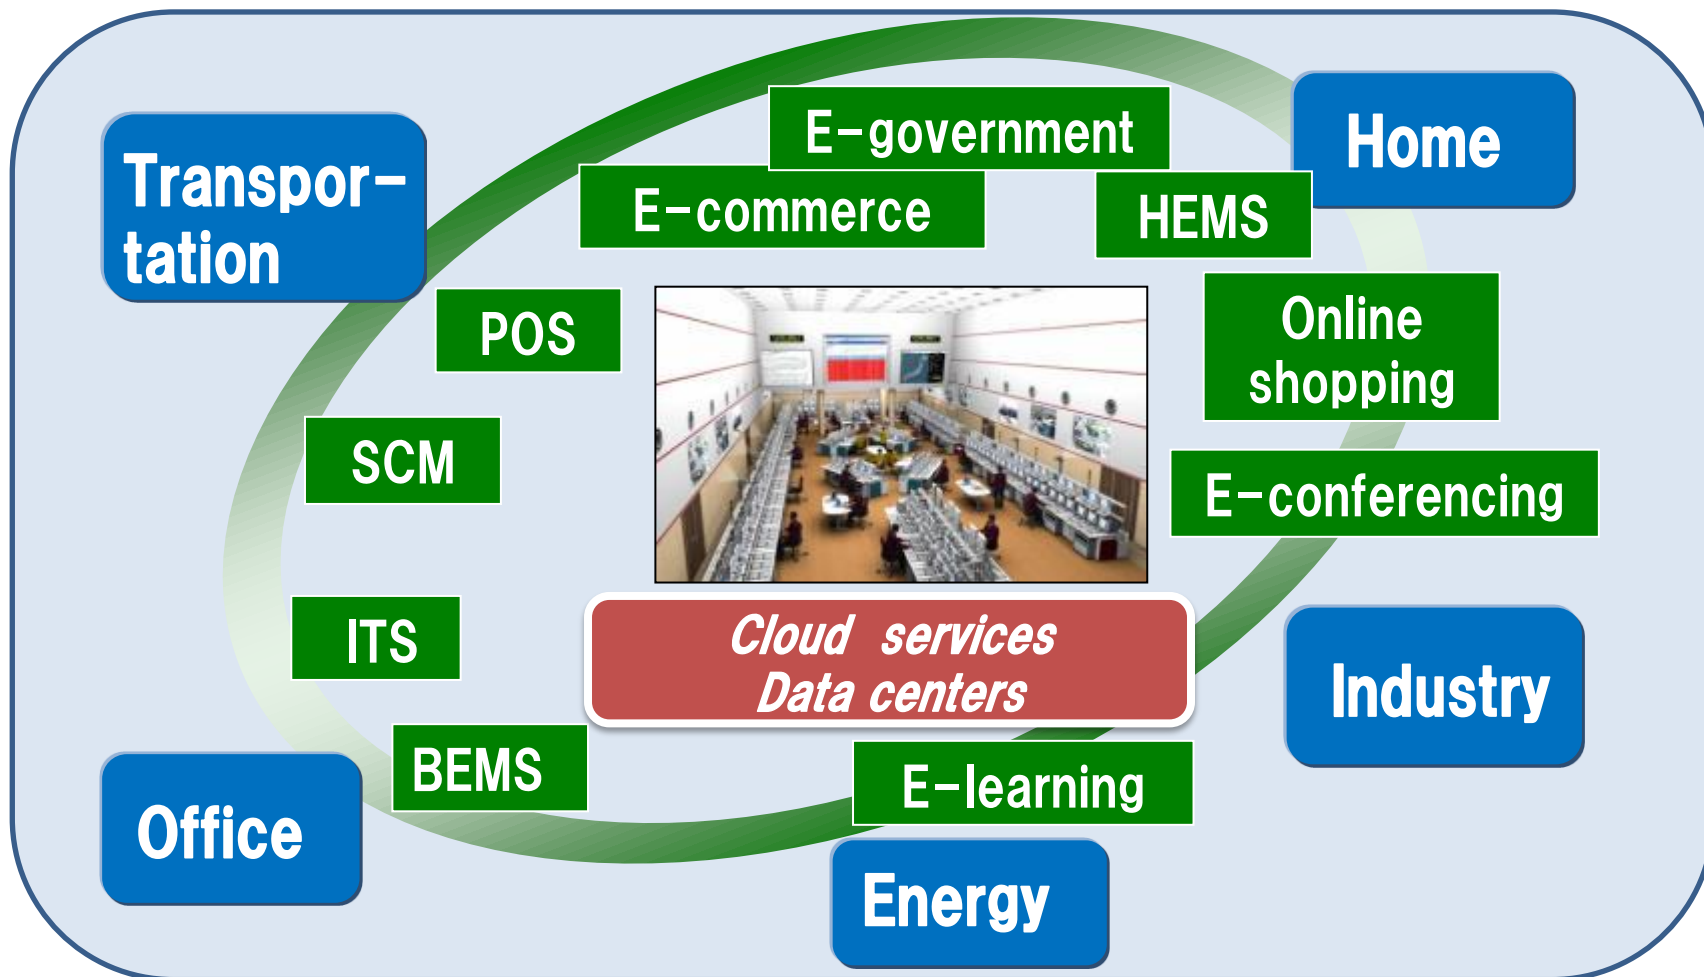 E-government
Home
Transpor-
tation
E-commerce
HEMS
POS
Online
shopping
SCM
E-conferencing
ITS
Cloud services
Data centers
Industry
BEMS
E-learning
Office
Energy